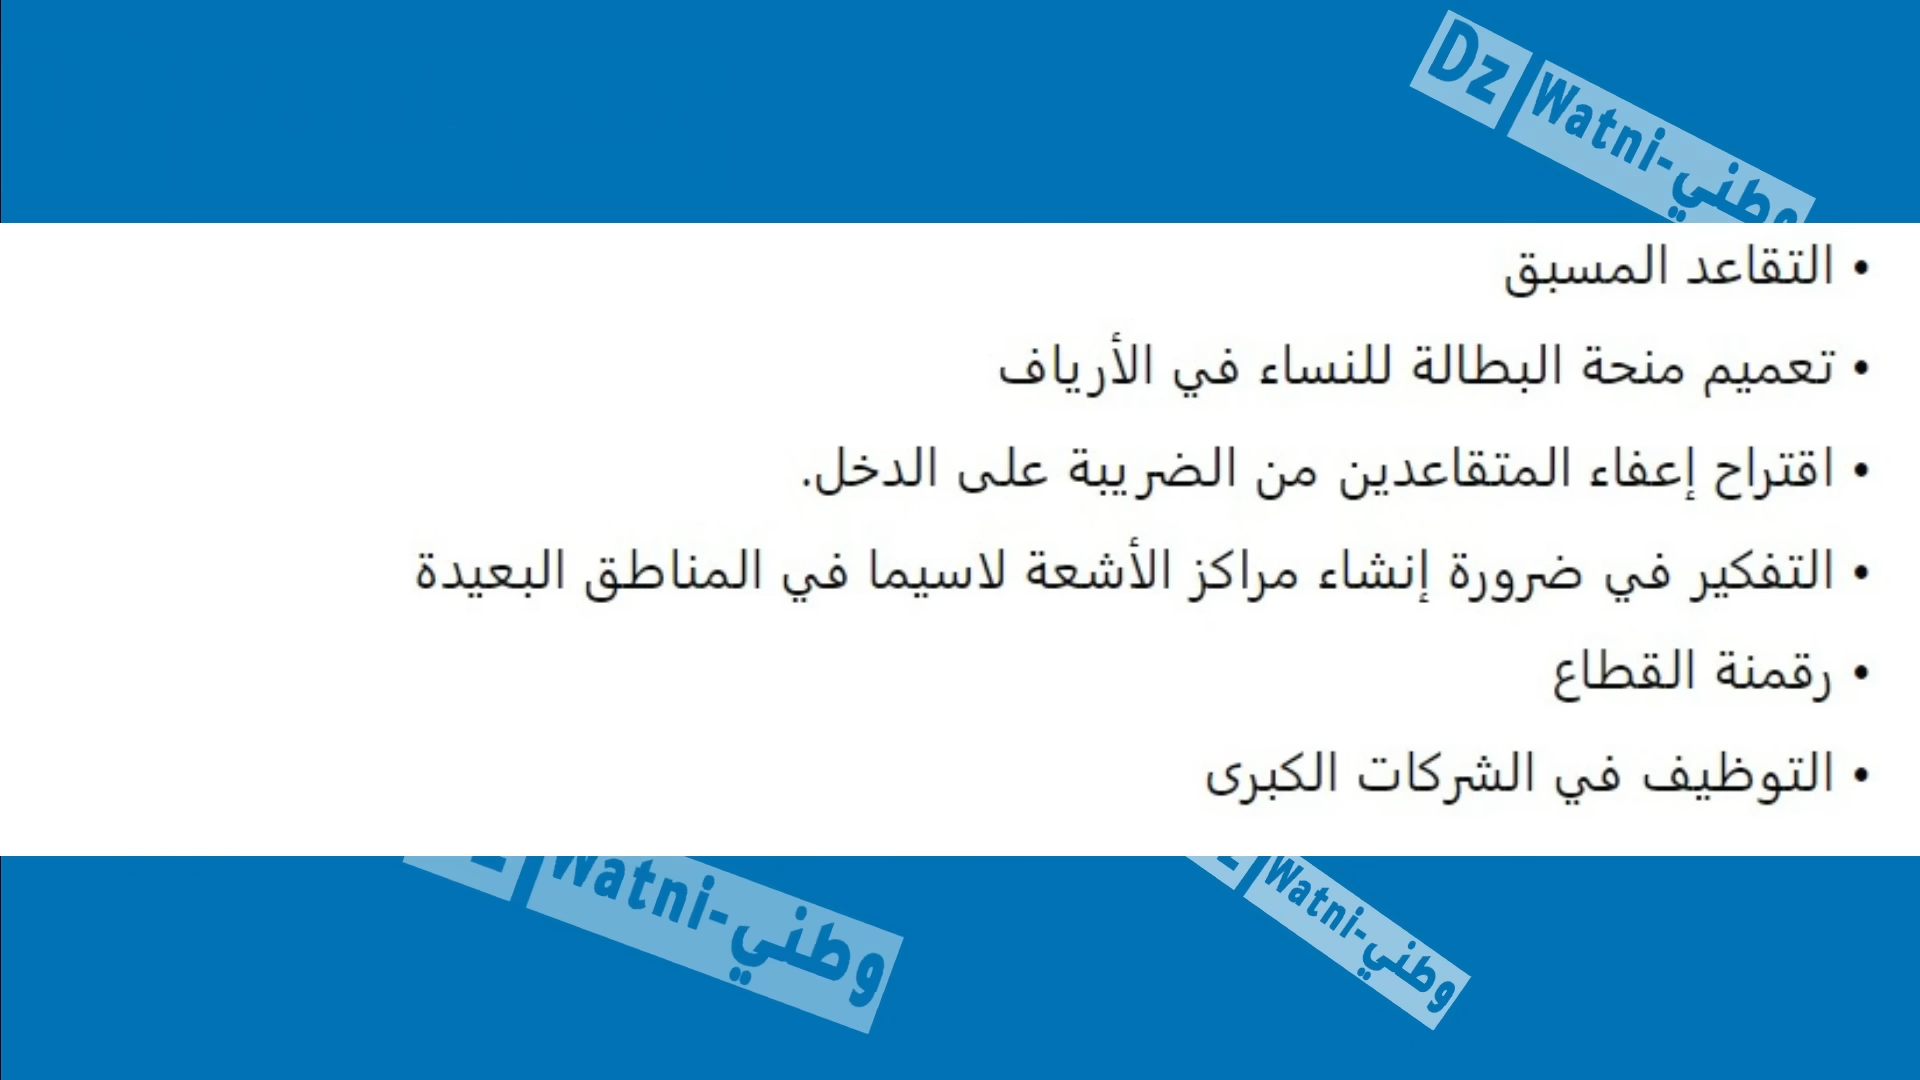 Dz Watni-وطني
• التقاعد المسبق
• تعميم منحة البطالة للنساء في الأرياف
• اقتراح إعفاء المتقاعدين من الضريبة على الدخل.
• التفكير في ضرورة إنشاء مراكز الأشعة لاسيما في المناطق البعيدة
• رقمنة القطاع
• التوظيف في الشركات الكبرى
Watni-وطني
Watni-وطني